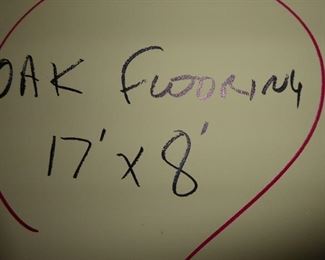 OAK FLOORING
17' x 8'